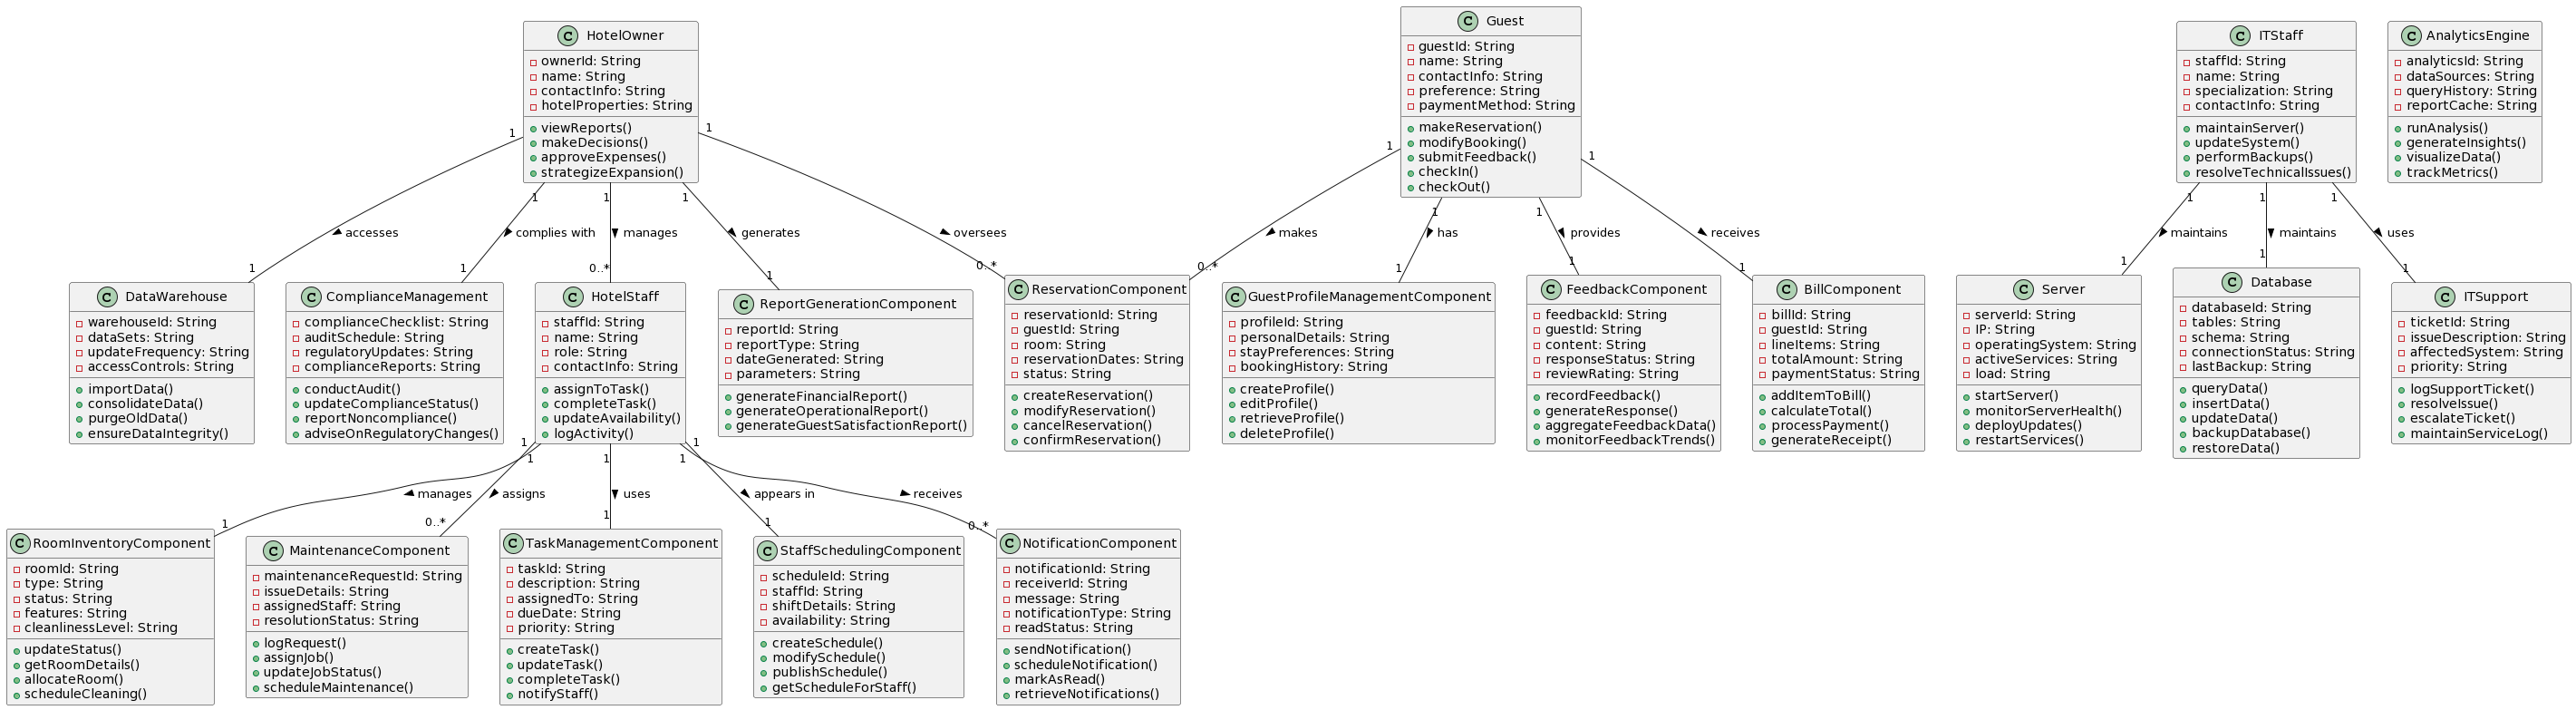 HotelOwner
ownerId: String
name: String
contactInfo: String
hotelProperties: String
viewReports()
makeDecisions()
approveExpenses()
strategizeExpansion()
Guest
guestId: String
name: String
contactInfo: String
preference: String
paymentMethod: String
makeReservation()
modifyBooking()
submitFeedback()
checkIn()
checkOut()
ITStaff
staffId: String
name: String
specialization: String
contactInfo: String
maintainServer()
updateSystem()
performBackups()
resolveTechnicalIssues()
AnalyticsEngine
analyticsId: String
dataSources: String
queryHistory: String
reportCache: String
runAnalysis()
generateInsights()
visualizeData()
trackMetrics()
1
accesses
1
1
complies with
1
1
manages
0..*
1
generates
1
1
oversees
0..*
1
makes
0..*
1
has
1
1
provides
1
1
receives
1
1
maintains
1
1
maintains
1
1
uses
1
DataWarehouse
warehouseId: String
dataSets: String
updateFrequency: String
accessControls: String
importData()
consolidateData()
purgeOldData()
ensureDataIntegrity()
ComplianceManagement
complianceChecklist: String
auditSchedule: String
regulatoryUpdates: String
complianceReports: String
conductAudit()
updateComplianceStatus()
reportNoncompliance()
adviseOnRegulatoryChanges()
HotelStaff
staffId: String
name: String
role: String
contactInfo: String
assignToTask()
completeTask()
updateAvailability()
logActivity()
ReportGenerationComponent
reportId: String
reportType: String
dateGenerated: String
parameters: String
generateFinancialReport()
generateOperationalReport()
generateGuestSatisfactionReport()
ReservationComponent
reservationId: String
guestId: String
room: String
reservationDates: String
status: String
createReservation()
modifyReservation()
cancelReservation()
confirmReservation()
GuestProfileManagementComponent
profileId: String
personalDetails: String
stayPreferences: String
bookingHistory: String
createProfile()
editProfile()
retrieveProfile()
deleteProfile()
FeedbackComponent
feedbackId: String
guestId: String
content: String
responseStatus: String
reviewRating: String
recordFeedback()
generateResponse()
aggregateFeedbackData()
monitorFeedbackTrends()
BillComponent
billId: String
guestId: String
lineItems: String
totalAmount: String
paymentStatus: String
addItemToBill()
calculateTotal()
processPayment()
generateReceipt()
Server
serverId: String
IP: String
operatingSystem: String
activeServices: String
load: String
startServer()
monitorServerHealth()
deployUpdates()
restartServices()
Database
databaseId: String
tables: String
schema: String
connectionStatus: String
lastBackup: String
queryData()
insertData()
updateData()
backupDatabase()
restoreData()
ITSupport
ticketId: String
issueDescription: String
affectedSystem: String
priority: String
logSupportTicket()
resolveIssue()
escalateTicket()
maintainServiceLog()
1
manages
1
1
assigns
0..*
1
uses
1
1
appears in
1
1
receives
0..*
RoomInventoryComponent
roomId: String
type: String
status: String
features: String
cleanlinessLevel: String
updateStatus()
getRoomDetails()
allocateRoom()
scheduleCleaning()
MaintenanceComponent
maintenanceRequestId: String
issueDetails: String
assignedStaff: String
resolutionStatus: String
logRequest()
assignJob()
updateJobStatus()
scheduleMaintenance()
TaskManagementComponent
taskId: String
description: String
assignedTo: String
dueDate: String
priority: String
createTask()
updateTask()
completeTask()
notifyStaff()
StaffSchedulingComponent
scheduleId: String
staffId: String
shiftDetails: String
availability: String
createSchedule()
modifySchedule()
publishSchedule()
getScheduleForStaff()
NotificationComponent
notificationId: String
receiverId: String
message: String
notificationType: String
readStatus: String
sendNotification()
scheduleNotification()
markAsRead()
retrieveNotifications()